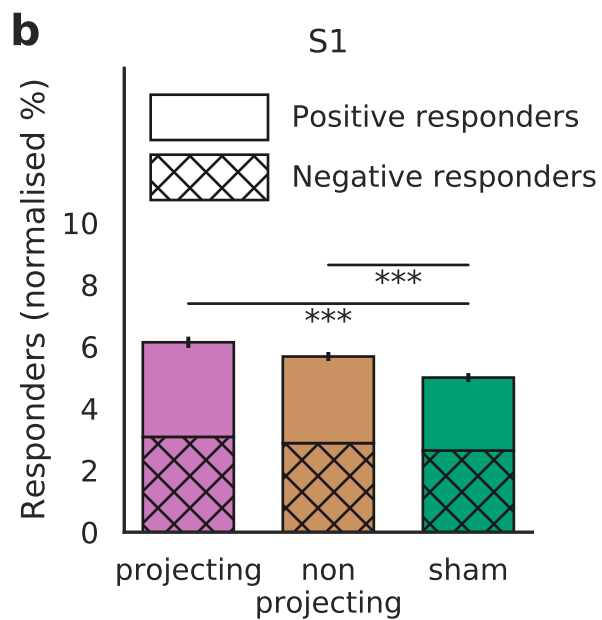 b
S1
Responders (normalised %)
Positive responders
Negative responders
10
8
6
4
2
0
***
***
projecting
non
projecting
sham